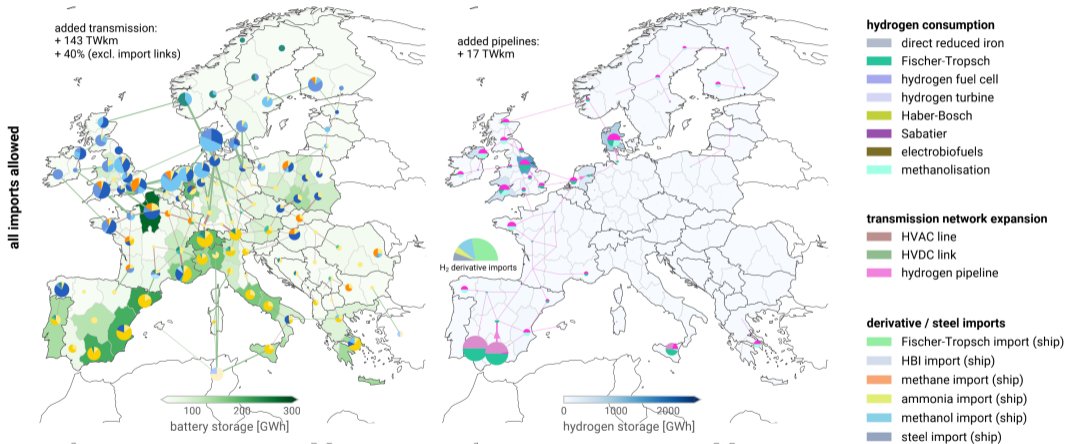 all imports allowed
added transmission:
+ 143 TWkm
+ 40% (excl. import links)
100 200 300
battery storage [GWh]
added pipelines:
+ 17 TWkm
H₂ derivative imports
0 1000 2000
hydrogen storage [GWh]
hydrogen consumption
direct reduced iron
Fischer-Tropsch
hydrogen fuel cell
hydrogen turbine
Haber-Bosch
Sabatier
electrobiofuels
methanolisation
transmission network expansion
HVAC line
HVDC link
hydrogen pipeline
derivative / steel imports
Fischer-Tropsch import (ship)
HBI import (ship)
methane import (ship)
ammonia import (ship)
methanol import (ship)
steel import (ship)